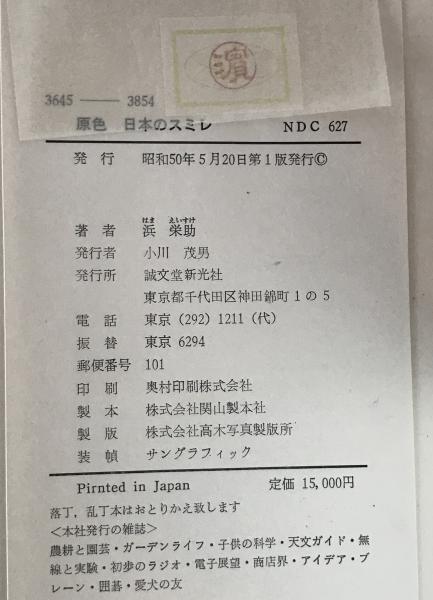 濱
3645 —— 3854
原色 日本のスミレ NDC 627
発行 昭和50年5月20日第1版発行©
はま えいすけ
著者 浜 栄助
発行者 小川 茂男
発行所 誠文堂新光社
東京都千代田区神田錦町1の5
電話 東京(292)1211(代)
振替 東京 6294
郵便番号 101
印刷 奥村印刷株式会社
製本 株式会社関山製本社
製版 株式会社高木写真製版所
装幀 サングラフィック
Pirnted in Japan 定価 15,000円
落丁,乱丁本はおとりかえ致します
<本社発行の雑誌>
農耕と園芸・ガーデンライフ・子供の科学・天文ガイド・無
線と実験・初歩のラジオ・電子展望・商店界・アイデア・ブ
レーン・囲碁・愛犬の友